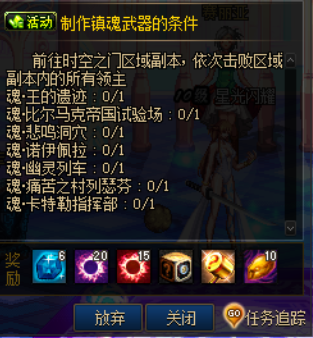 活动 制作镇魂武器的条件
前往时空之门区域副本，依次击败区域
副本内的所有领主
魂·王的遗迹：0/1
魂·比尔马克帝国试验场：0/1
魂·悲鸣洞穴：0/1
魂·诺伊佩拉：0/1
魂·幽灵列车：0/1
魂·痛苦之村列瑟芬：0/1
魂·卡特勒指挥部：0/1
星光闪耀
奖励
6 20 15 10
放弃 关闭 GO 任务追踪